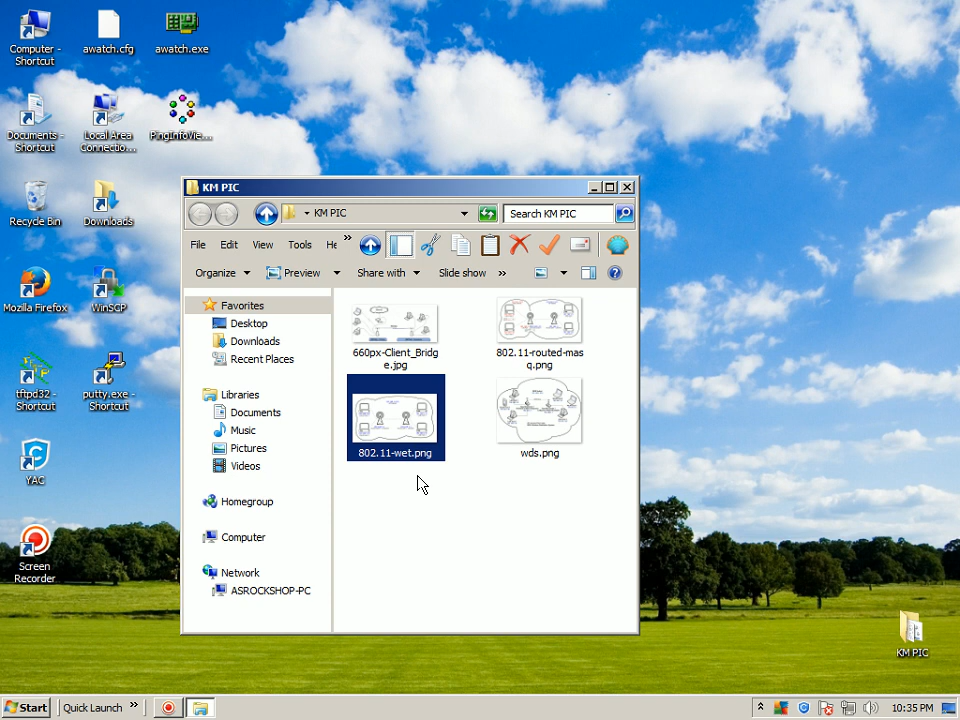 Computer -
Shortcut
awatch.cfg
awatch.exe
Documents -
Shortcut
Local Area
Connectio...
PingInfoVie...
Recycle Bin
Downloads
Mozilla Firefox
WinSCP
tftpd32 -
Shortcut
putty.exe -
Shortcut
YAC
Screen
Recorder
KM PIC
KM PIC
Search KM PIC
File Edit View Tools He »
Organize Preview Share with Slide show »
Favorites
Desktop
Downloads
Recent Places
Libraries
Documents
Music
Pictures
Videos
Homegroup
Computer
Network
ASROCKSHOP-PC
660px-Client_Bridg
e.jpg
802.11-routed-mas
q.png
802.11-wet.png
wds.png
KM PIC
Start Quick Launch »
10:35 PM